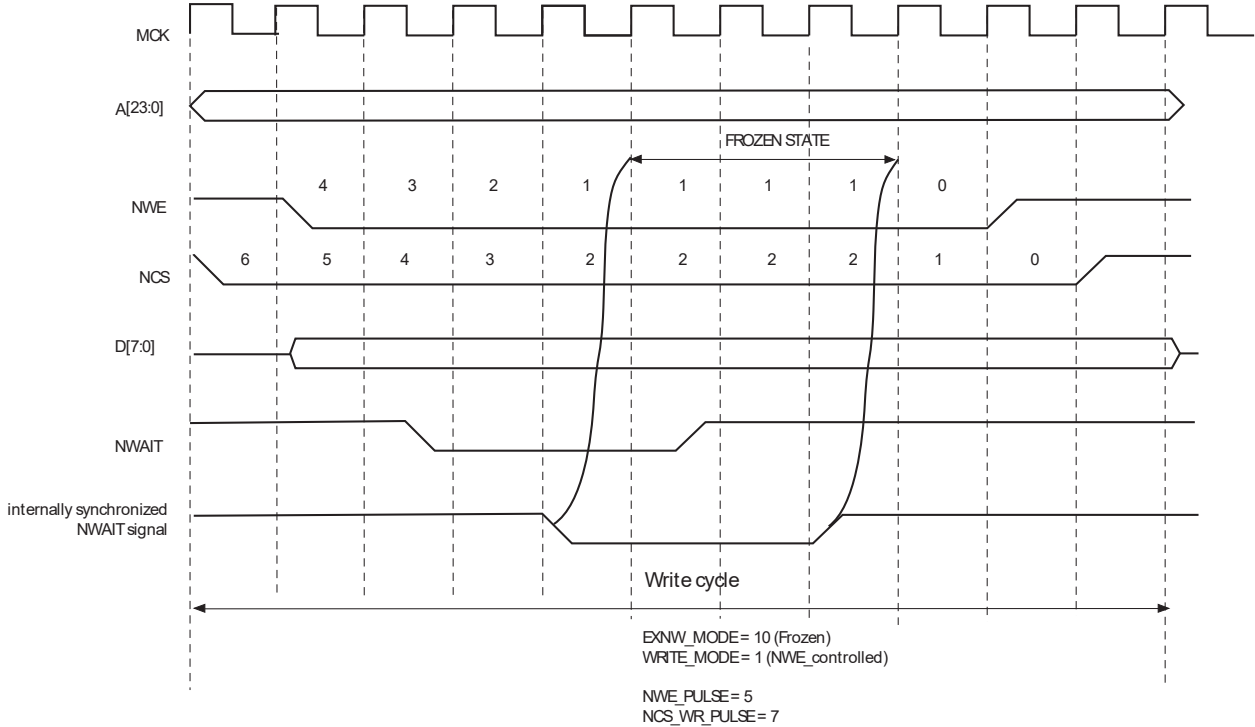 MCK
A[23:0]
FROZEN STATE
4 3 2 1 1 1 1 0
NWE
6 5 4 3 2 2 2 2 1 0
NCS
D[7:0]
NWAIT
internally synchronized
NWAIT signal
Write cycle
EXNW_MODE = 10 (Frozen)
WRITE_MODE = 1 (NWE_controlled)
NWE_PULSE = 5
NCS_WR_PULSE = 7